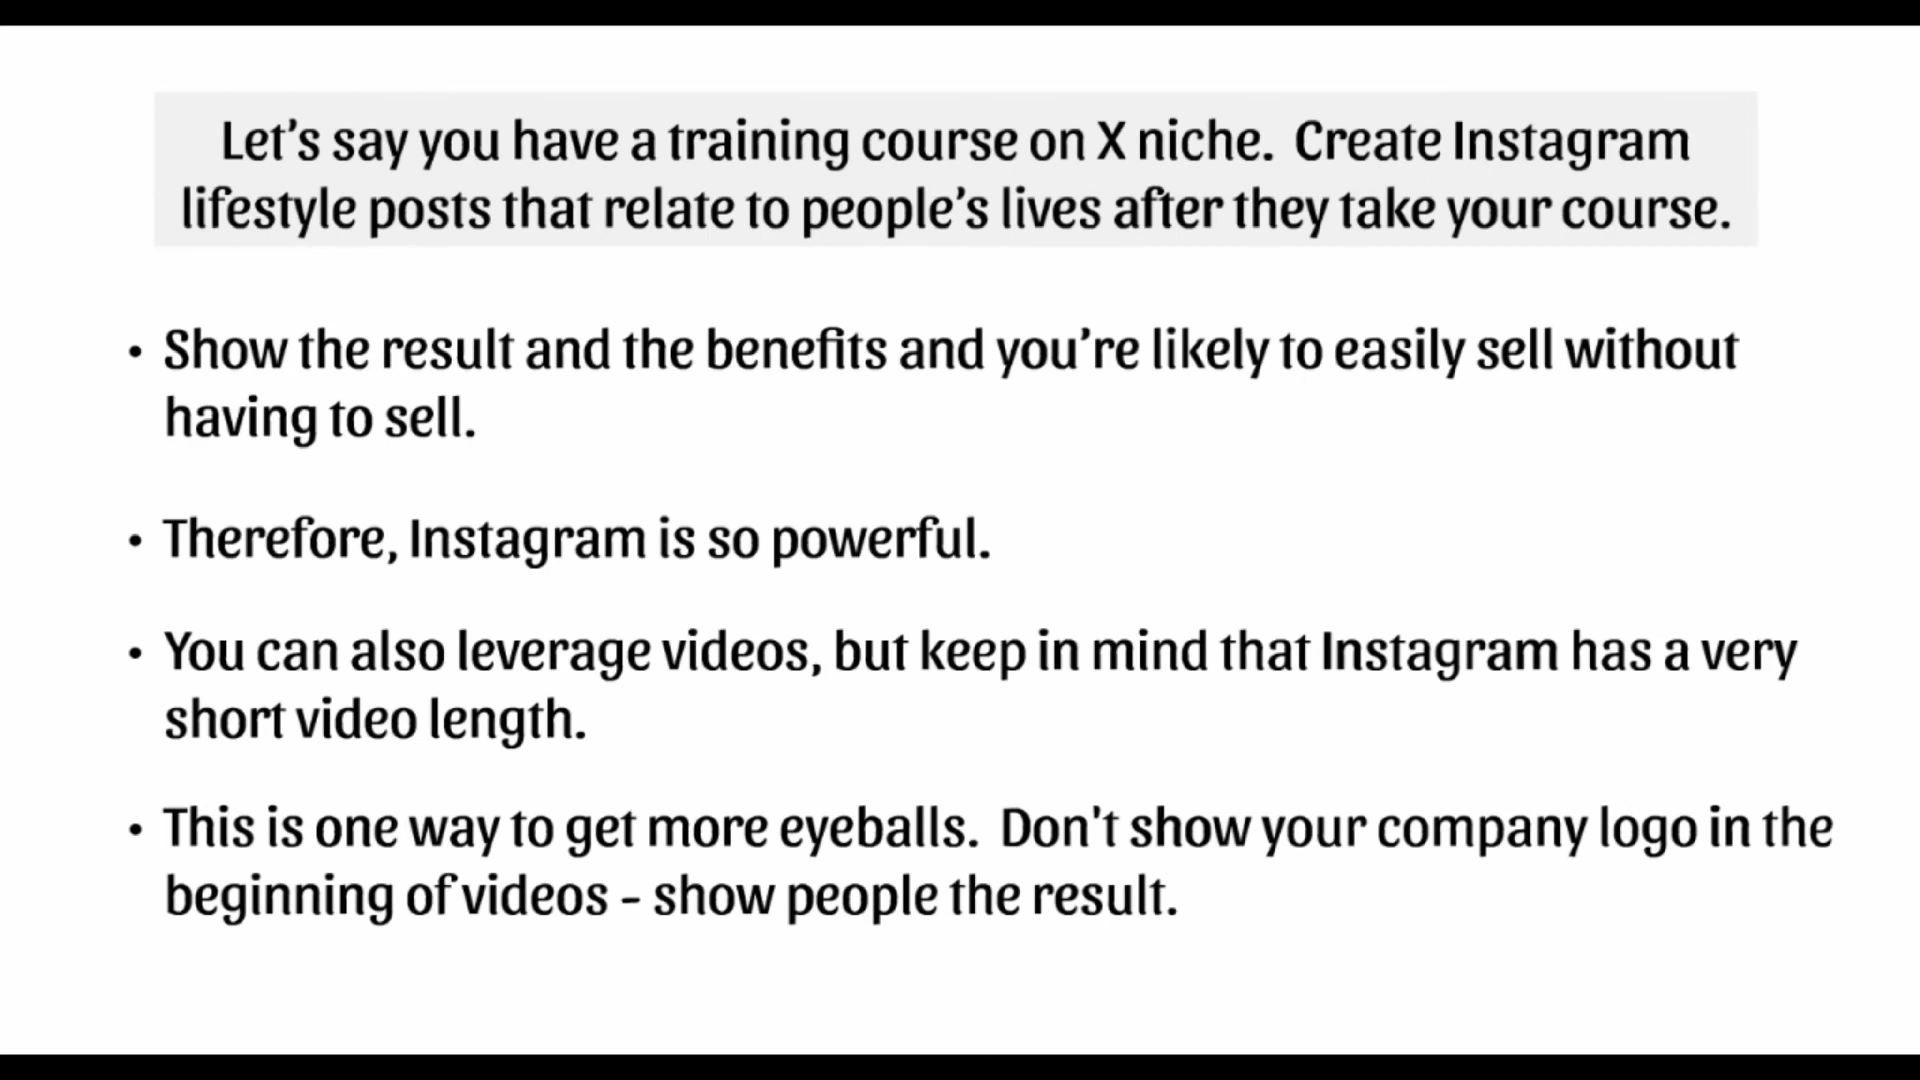 Let’s say you have a training course on X niche.  Create Instagram
lifestyle posts that relate to people’s lives after they take your course.
• Show the result and the benefits and you’re likely to easily sell without
having to sell.
• Therefore, Instagram is so powerful.
• You can also leverage videos, but keep in mind that Instagram has a very
short video length.
• This is one way to get more eyeballs.  Don't show your company logo in the
beginning of videos – show people the result.